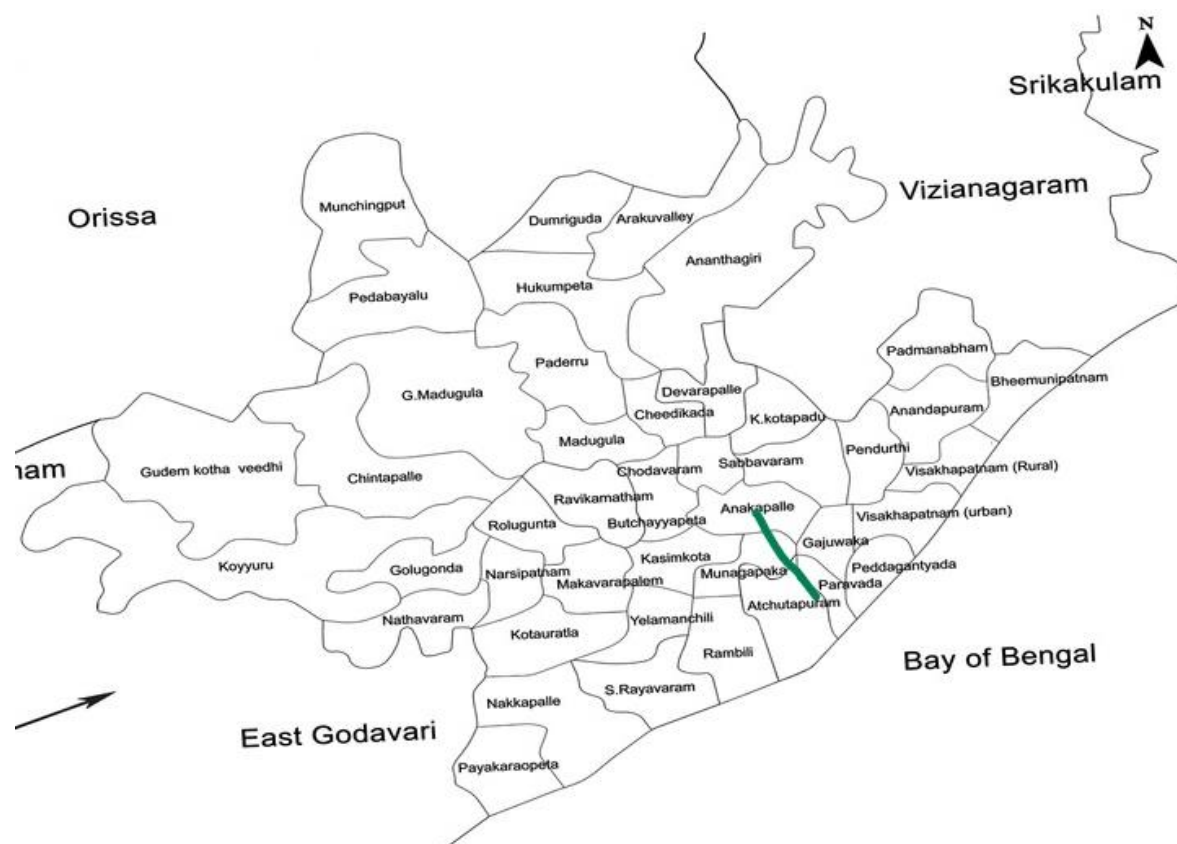 N
Srikakulam
Vizianagaram
Orissa
Munchingput
Dumriguda
Arakuvalley
Ananthagiri
Pedabayalu
Hukumpeta
Padmanabham
Paderru
Bheemunipatnam
G.Madugula
Devarapalle
Cheedikada
K.kotapadu
Anandapuram
Madugula
Pendurthi
Gudem kotha veedhi
Chintapalle
Chodavaram
Sabbavaram
Visakhapatnam (Rural)
Ravikamatham
Rolugunta
Butchayyapeta
Anakapalle
Visakhapatnam (urban)
Gajuwaka
Koyyuru
Golugonda
Narsipatnam
Makavarapalem
Kasimkota
Munagapaka
Paravada
Peddagantyada
Nathavaram
Kotauratla
Yelamanchili
Atchutapuram
Rambili
Bay of Bengal
Nakkapalle
S.Rayavaram
East Godavari
Payakaraopeta